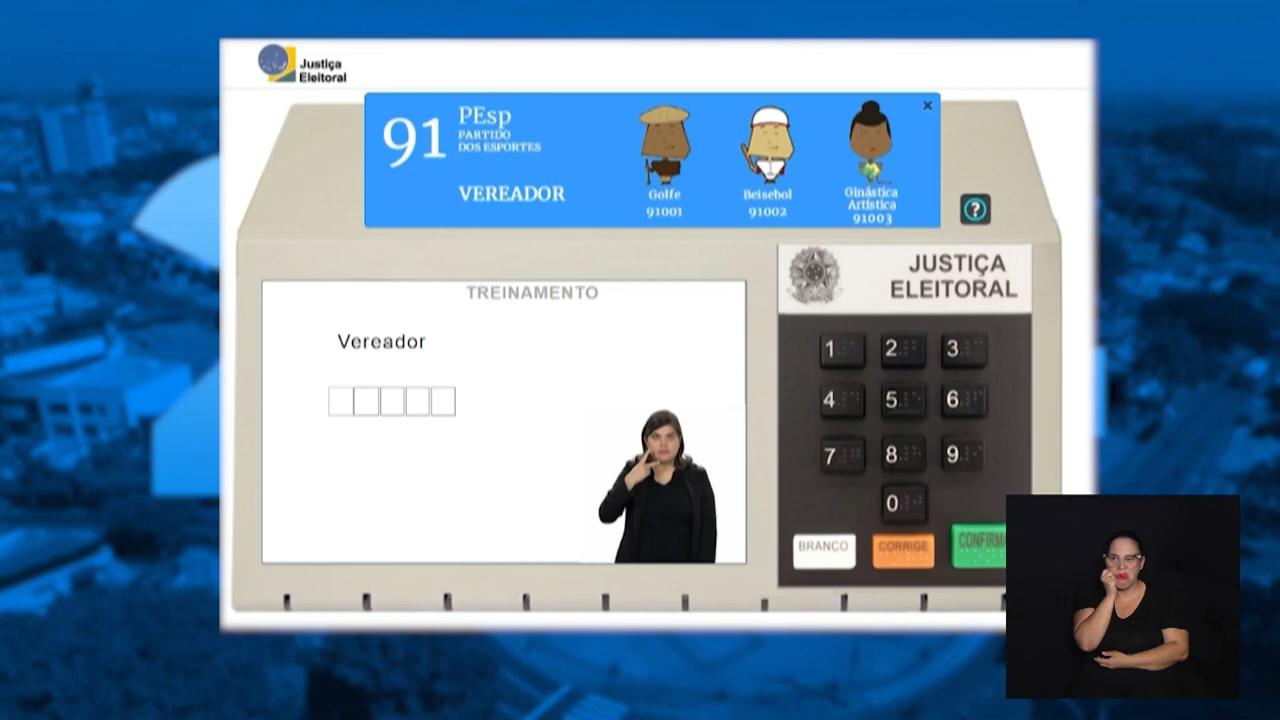 Justiça
Eleitoral
91
PEsp
PARTIDO
DOS ESPORTES
VEREADOR
Golfe
91001
Beisebol
91002
Ginástica
Artística
91003
×
?
JUSTIÇA
ELEITORAL
TREINAMENTO
Vereador
1 2 3
4 5 6
7 8 9
0
BRANCO CORRIGE CONFIRMA